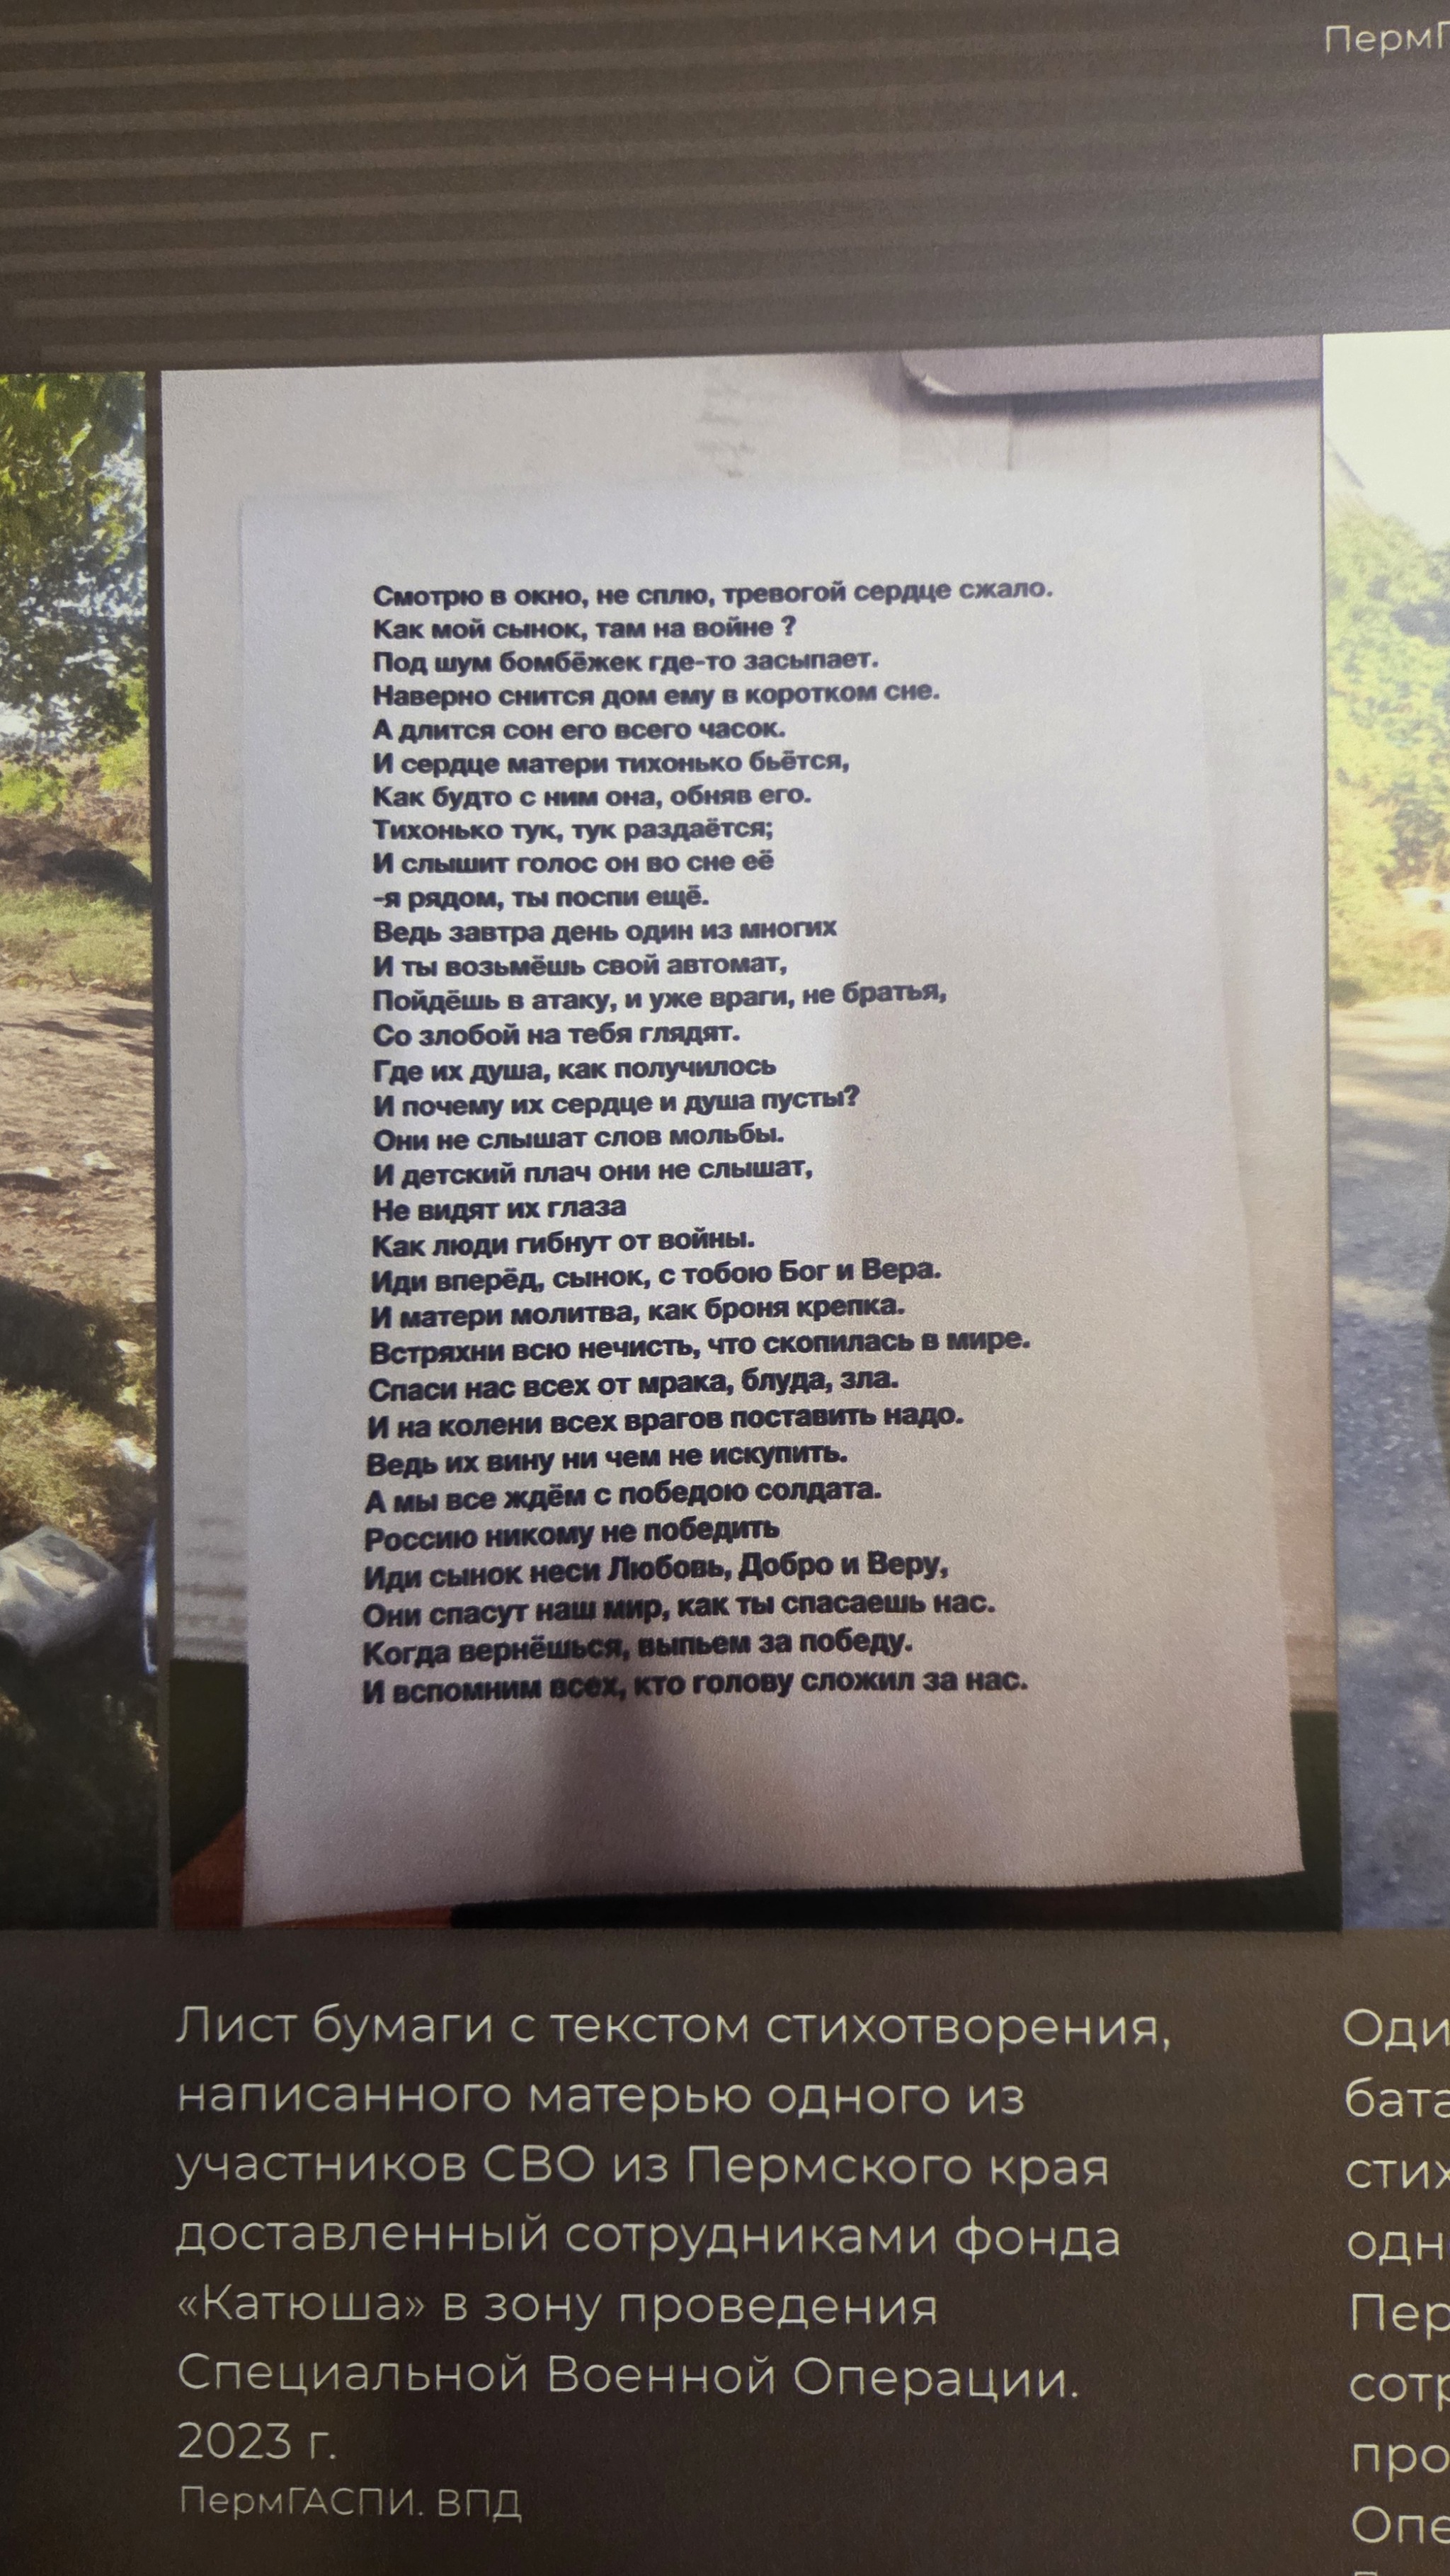 ПермГ
Смотрю в окно, не сплю, тревогой сердце сжало.
Как мой сынок, там на войне ?
Под шум бомбёжек где-то засыпает.
Наверно снится дом ему в коротком сне.
А длится сон его всего часок.
И сердце матери тихонько бьётся,
Как будто с ним она, обняв его.
Тихонько тук, тук раздаётся;
И слышит голос он во сне её
-я рядом, ты поспи ещё.
Ведь завтра день один из многих
И ты возьмёшь свой автомат,
Пойдёшь в атаку, и уже враги, не братья,
Со злобой на тебя глядят.
Где их душа, как получилось
И почему их сердце и душа пусты?
Они не слышат слов мольбы.
И детский плач они не слышат,
Не видят их глаза
Как люди гибнут от войны.
Иди вперёд, сынок, с тобою Бог и Вера.
И матери молитва, как броня крепка.
Встряхни всю нечисть, что скопилась в мире.
Спаси нас всех от мрака, блуда, зла.
И на колени всех врагов поставить надо.
Ведь их вину ни чем не искупить.
А мы все ждём с победою солдата.
Россию никому не победить
Иди сынок неси Любовь, Добро и Веру,
Они спасут наш мир, как ты спасаешь нас.
Когда вернёшься, выпьем за победу.
И вспомним всех, кто голову сложил за нас.
Лист бумаги с текстом стихотворения,
написанного матерью одного из
участников СВО из Пермского края
доставленный сотрудниками фонда
«Катюша» в зону проведения
Специальной Военной Операции.
2023 г.
ПермГАСПИ. ВПД
Оди
бата
стих
одн
Пер
сотр
про
Опе